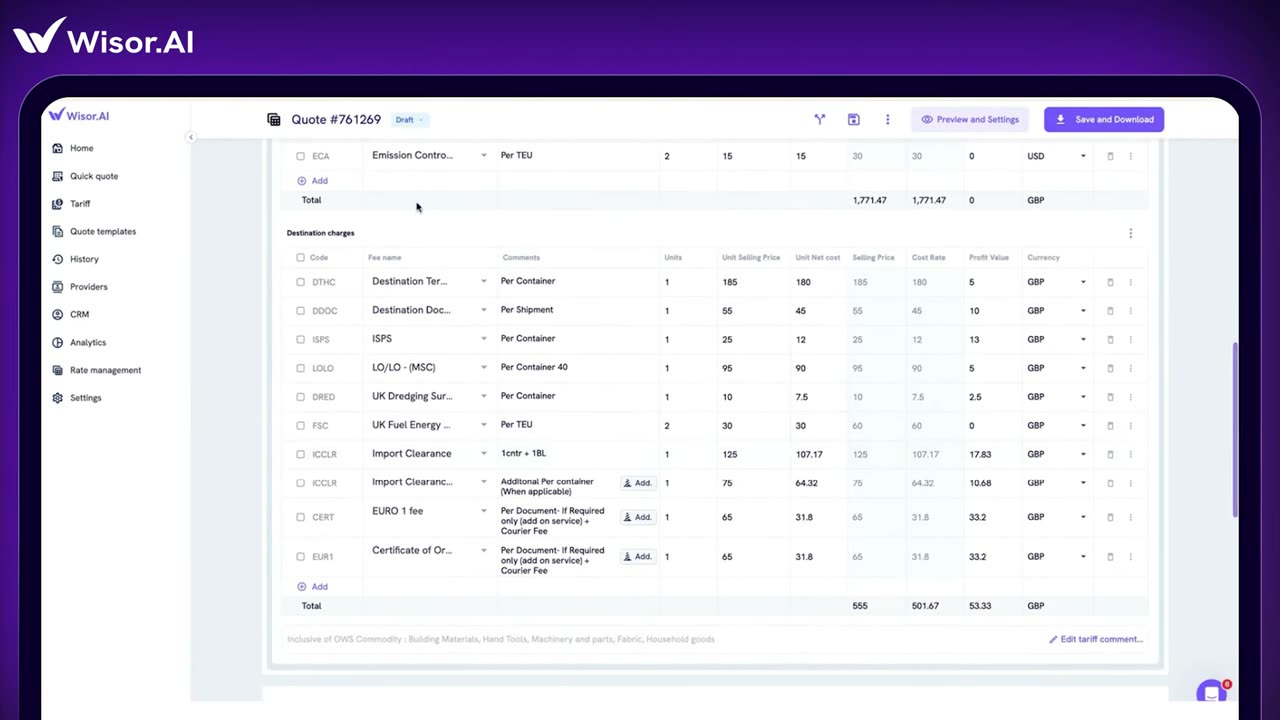 Wisor.AI
Wisor.AI
Quote #761269 Draft Preview and Settings Save and Download
Home
Quick quote
Tariff
Quote templates
History
Providers
CRM
Analytics
Rate management
Settings
ECA Emission Contro... Per TEU 2 15 15 30 30 0 USD
Add
Total 1,771.47 1,771.47 0 GBP
Destination charges
Code Fee name Comments Units Unit Selling Price Unit Net cost Selling Price Cost Rate Profit Value Currency
DTHC Destination Ter... Per Container 1 185 180 185 180 5 GBP
DDOC Destination Doc... Per Shipment 1 55 45 55 45 10 GBP
ISPS ISPS Per Container 1 25 12 25 12 13 GBP
LOLO LO/LO - (MSC) Per Container 40 1 95 90 95 90 5 GBP
DRED UK Dredging Sur... Per Container 1 10 7.5 10 7.5 2.5 GBP
FSC UK Fuel Energy ... Per TEU 2 30 30 60 60 0 GBP
ICCLR Import Clearance 1cntr + 1BL 1 125 107.17 125 107.17 17.83 GBP
ICCLR Import Clearanc... Additonal Per container (When applicable) Add. 1 75 64.32 75 64.32 10.68 GBP
CERT EURO 1 fee Per Document- If Required only (add on service) + Courier Fee Add. 1 65 31.8 65 31.8 33.2 GBP
EUR1 Certificate of Or... Per Document- If Required only (add on service) + Courier Fee Add. 1 65 31.8 65 31.8 33.2 GBP
Add
Total 555 501.67 53.33 GBP
Inclusive of OWS Commodity : Building Materials, Hand Tools, Machinery and parts, Fabric, Household goods Edit tariff comment...
6